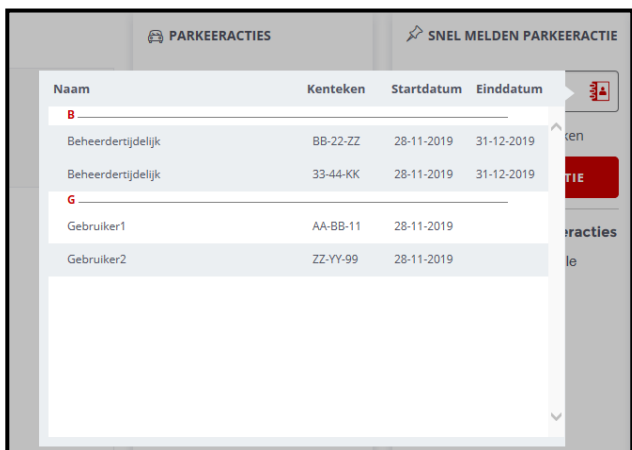 PARKEERACTIES
SNEL MELDEN PARKEERACTIE
Naam Kenteken Startdatum Einddatum
B
Beheerdertijdelijk BB-22-ZZ 28-11-2019 31-12-2019
Beheerdertijdelijk 33-44-KK 28-11-2019 31-12-2019
G
Gebruiker1 AA-BB-11 28-11-2019
Gebruiker2 ZZ-YY-99 28-11-2019
ken
TIE
eracties
le